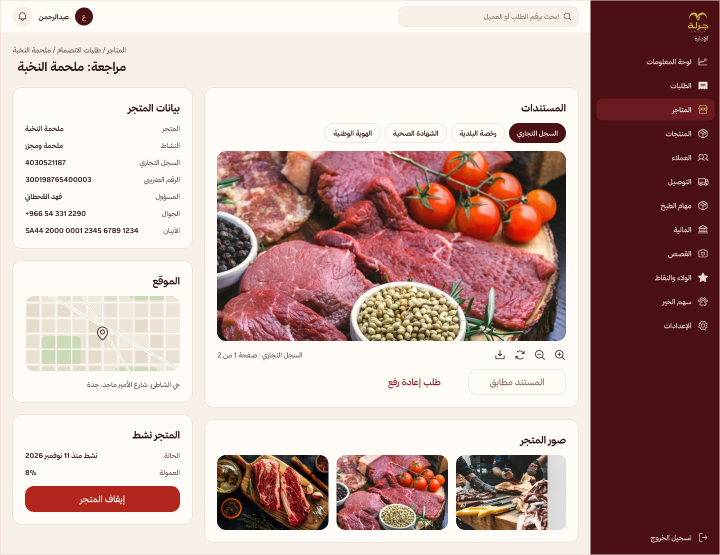 جزلة
الإدارة
لوحة المعلومات
الطلبات
المتاجر
المنتجات
العملاء
التوصيل
مهام الطبخ
المالية
القصص
الولاء والنقاط
سهم الخير
الإعدادات
تسجيل الخروج
ابحث برقم الطلب أو العميل
ع
عبدالرحمن
المتاجر / طلبات الانضمام / ملحمة النخبة
مراجعة: ملحمة النخبة
المستندات
السجل التجاري
رخصة البلدية
الشهادة الصحية
الهوية الوطنية
السجل التجاري · صفحة 1 من 2
المستند مطابق
طلب إعادة رفع
صور المتجر
بيانات المتجر
المتجر ملحمة النخبة
النشاط ملحمة ومجزر
السجل التجاري 4030521187
الرقم الضريبي 300198765400003
المسؤول فهد القحطاني
الجوال +966 54 331 2290
الآيبان SA44 2000 0001 2345 6789 1234
الموقع
حي الشاطئ، شارع الأمير ماجد، جدة
المتجر نشط
الحالة نشط منذ 11 نوفمبر 2026
العمولة 8%
إيقاف المتجر